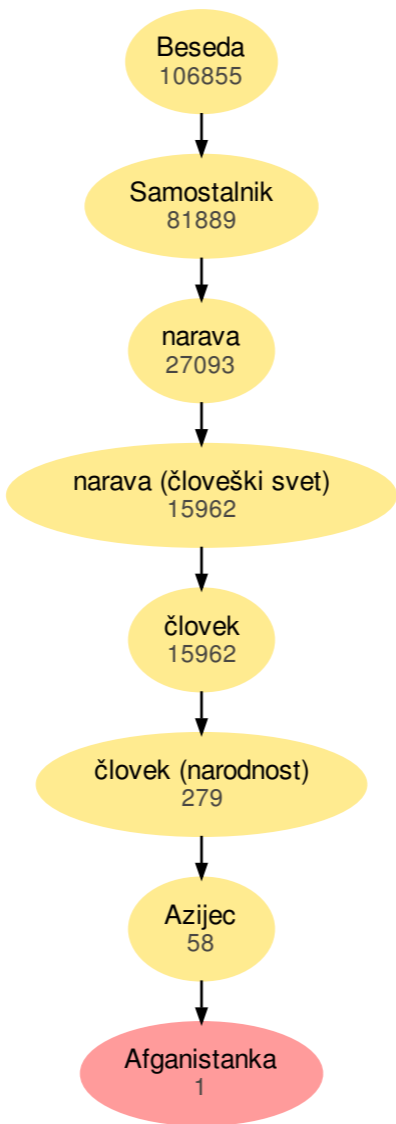 Beseda
106855
Samostalnik
81889
narava
27093
narava (človeški svet)
15962
človek
15962
človek (narodnost)
279
Azijec
58
Afganistanka
1